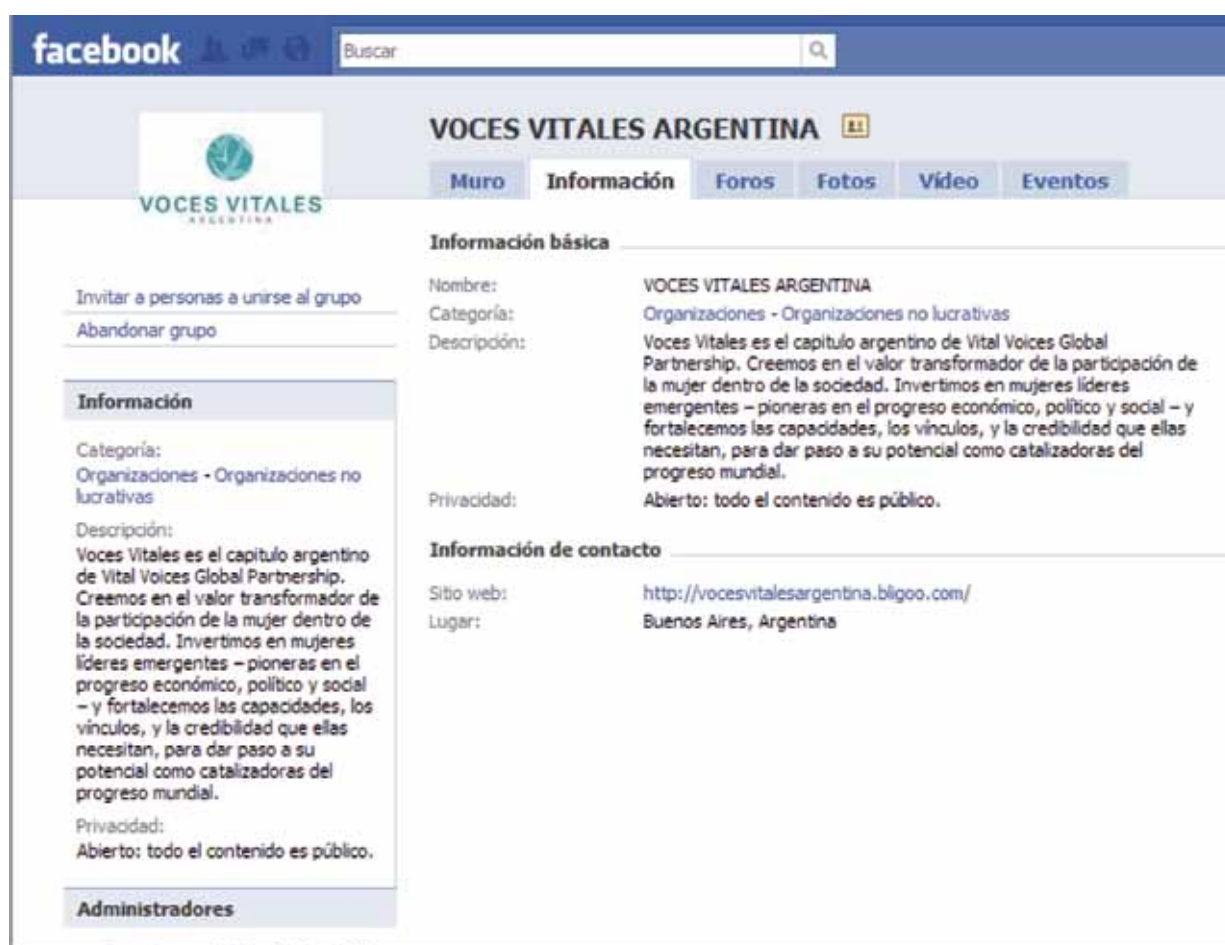 facebook
Buscar
VOCES VITALES
ARGENTINA
Invitar a personas a unirse al grupo
Abandonar grupo
Información
Categoría:
Organizaciones - Organizaciones no
lucrativas
Descripción:
Voces Vitales es el capitulo argentino
de Vital Voices Global Partnership.
Creemos en el valor transformador de
la participación de la mujer dentro de
la sociedad. Invertimos en mujeres
líderes emergentes – pioneras en el
progreso económico, político y social
– y fortalecemos las capacidades, los
vínculos, y la credibilidad que ellas
necesitan, para dar paso a su
potencial como catalizadoras del
progreso mundial.
Privacidad:
Abierto: todo el contenido es público.
Administradores
VOCES VITALES ARGENTINA
Muro Información Foros Fotos Vídeo Eventos
Información básica
Nombre: VOCES VITALES ARGENTINA
Categoría: Organizaciones - Organizaciones no lucrativas
Descripción: Voces Vitales es el capitulo argentino de Vital Voices Global
Partnership. Creemos en el valor transformador de la participación de
la mujer dentro de la sociedad. Invertimos en mujeres líderes
emergentes – pioneras en el progreso económico, político y social – y
fortalecemos las capacidades, los vínculos, y la credibilidad que ellas
necesitan, para dar paso a su potencial como catalizadoras del
progreso mundial.
Privacidad: Abierto: todo el contenido es público.
Información de contacto
Sitio web: http://vocesvitalesargentina.bligoo.com/
Lugar: Buenos Aires, Argentina